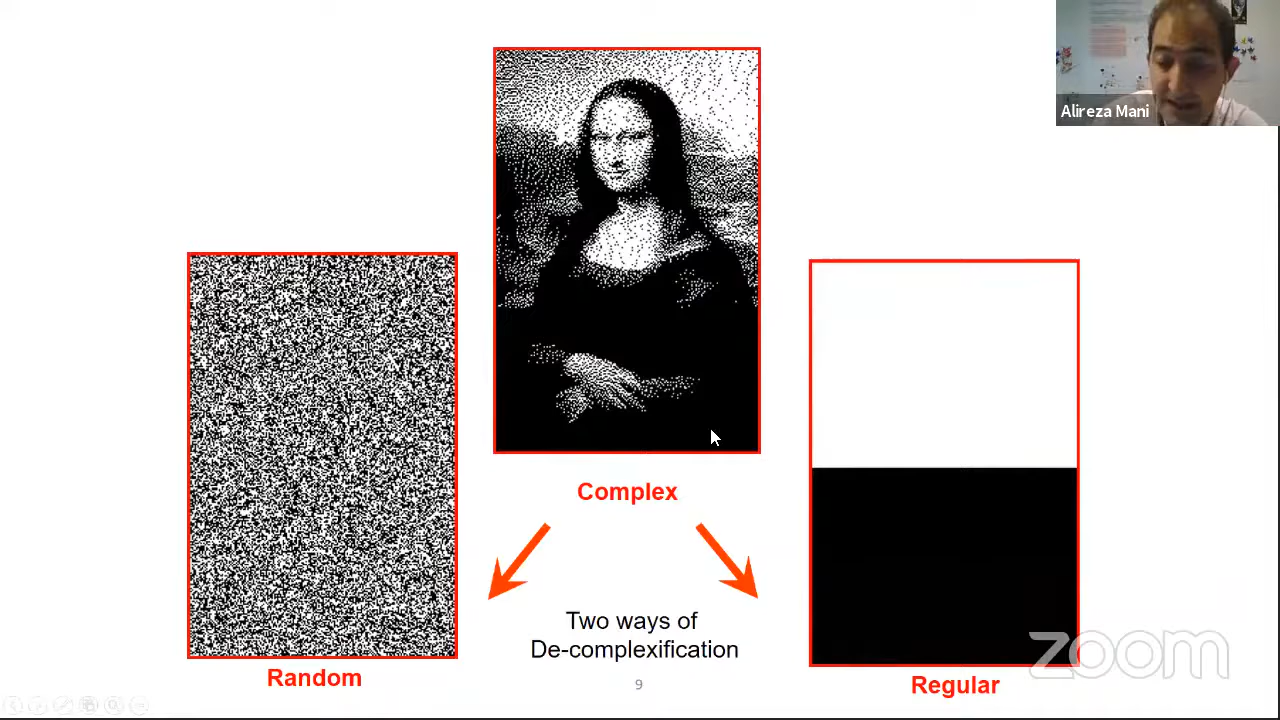 Alireza Mani
Complex
Two ways of
De-complexification
Random
9
Regular
zoom